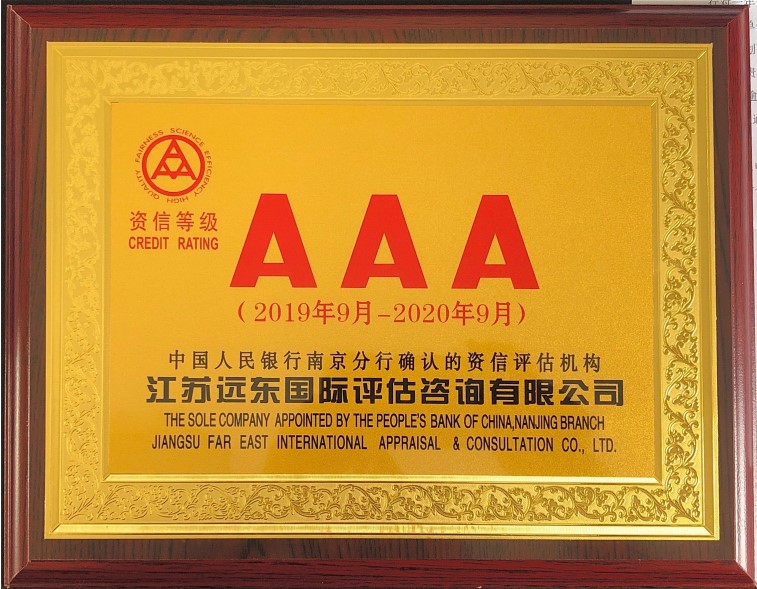 FAIRNESS SCIENCE EFFICIENCY HIGH QUALITY
资信等级
CREDIT RATING
AAA
（2019年9月-2020年9月）
中国人民银行南京分行确认的资信评估机构
江苏远东国际评估咨询有限公司
THE SOLE COMPANY APPOINTED BY THE PEOPLE'S BANK OF CHINA,NANJING BRANCH
JIANGSU FAR EAST INTERNATIONAL APPRAISAL & CONSULTATION CO., LTD.